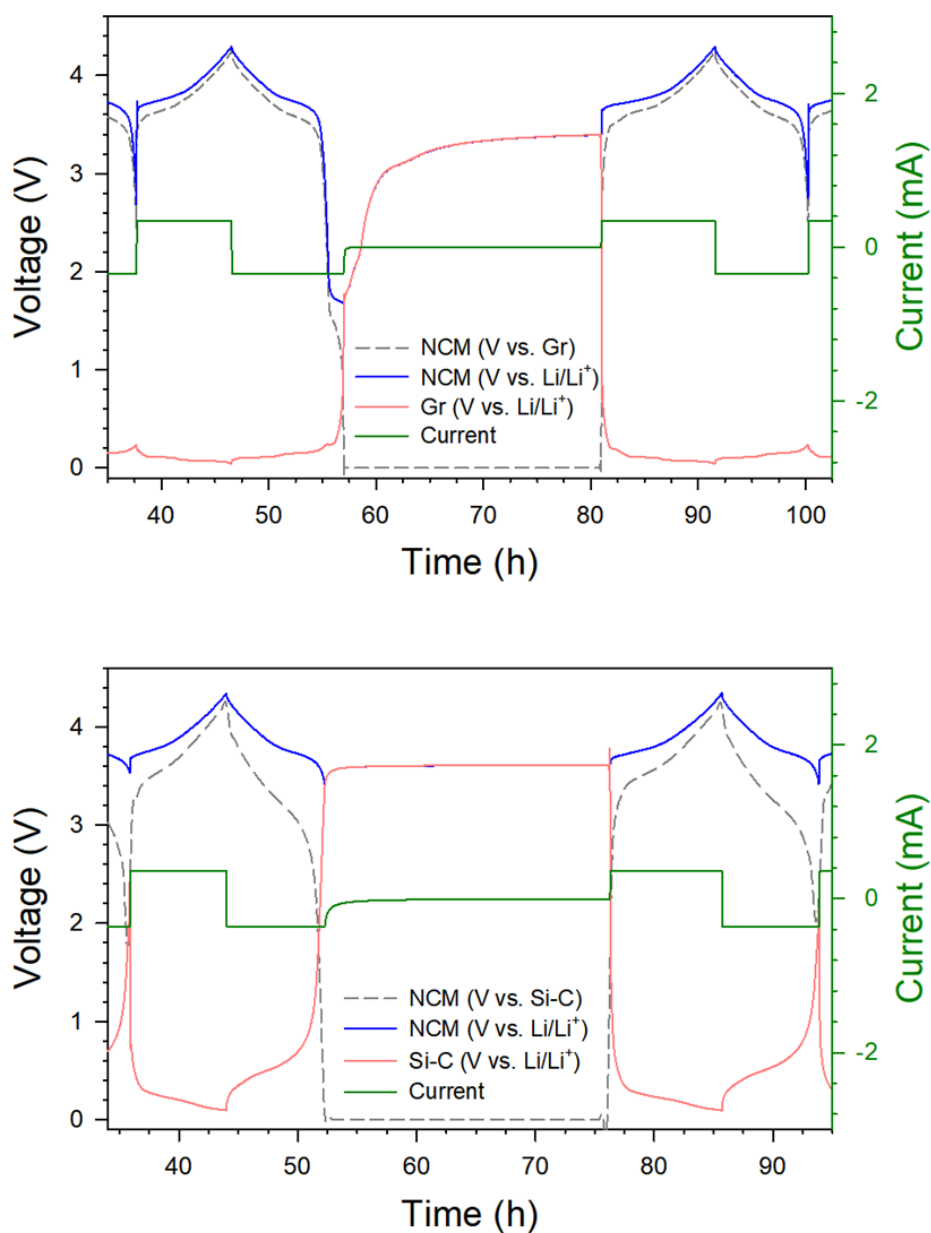 Voltage (V)
4
3
2
1
0
NCM (V vs. Gr)
NCM (V vs. Li/Li⁺)
Gr (V vs. Li/Li⁺)
Current
2
0
-2
Current (mA)
40 50 60 70 80 90 100
Time (h)
Voltage (V)
4
3
2
1
0
NCM (V vs. Si-C)
NCM (V vs. Li/Li⁺)
Si-C (V vs. Li/Li⁺)
Current
2
0
-2
Current (mA)
40 50 60 70 80 90
Time (h)